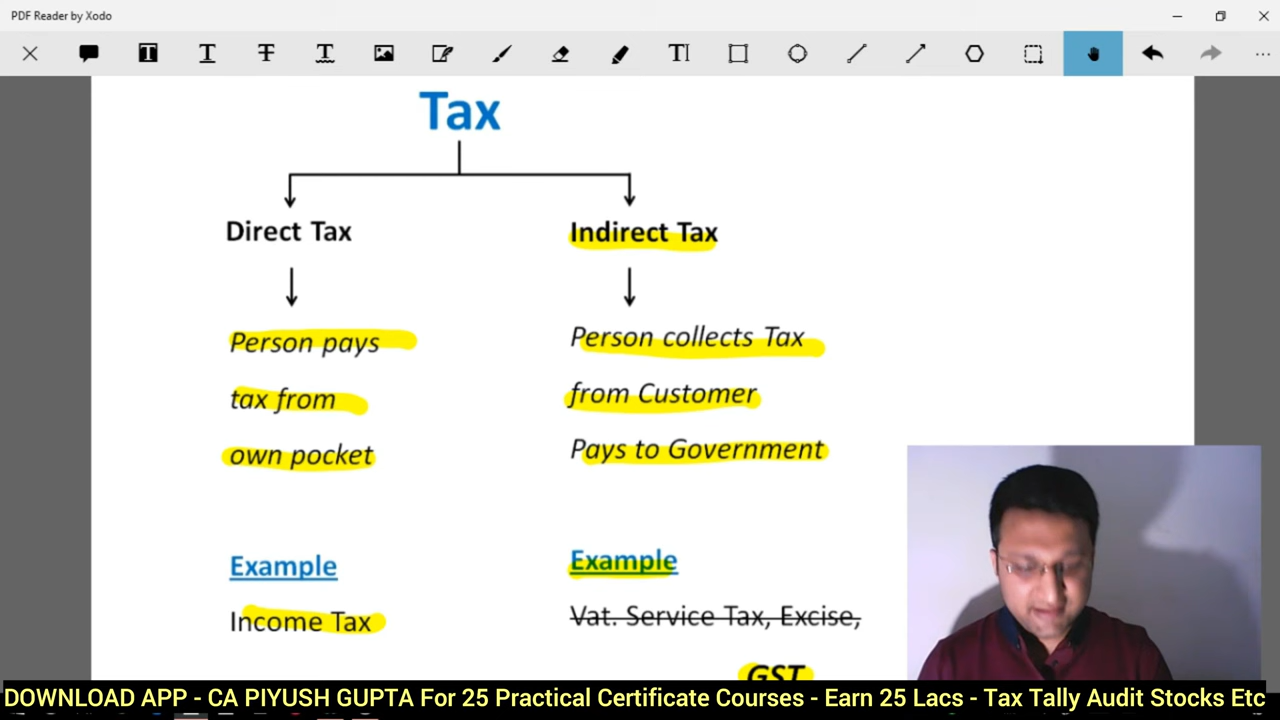 PDF Reader by Xodo
Tax
Direct Tax
Indirect Tax
Person pays
tax from
own pocket
Person collects Tax
from Customer
Pays to Government
Example
Income Tax
Example
Vat. Service Tax, Excise,
GST
DOWNLOAD APP - CA PIYUSH GUPTA For 25 Practical Certificate Courses - Earn 25 Lacs - Tax Tally Audit Stocks Etc